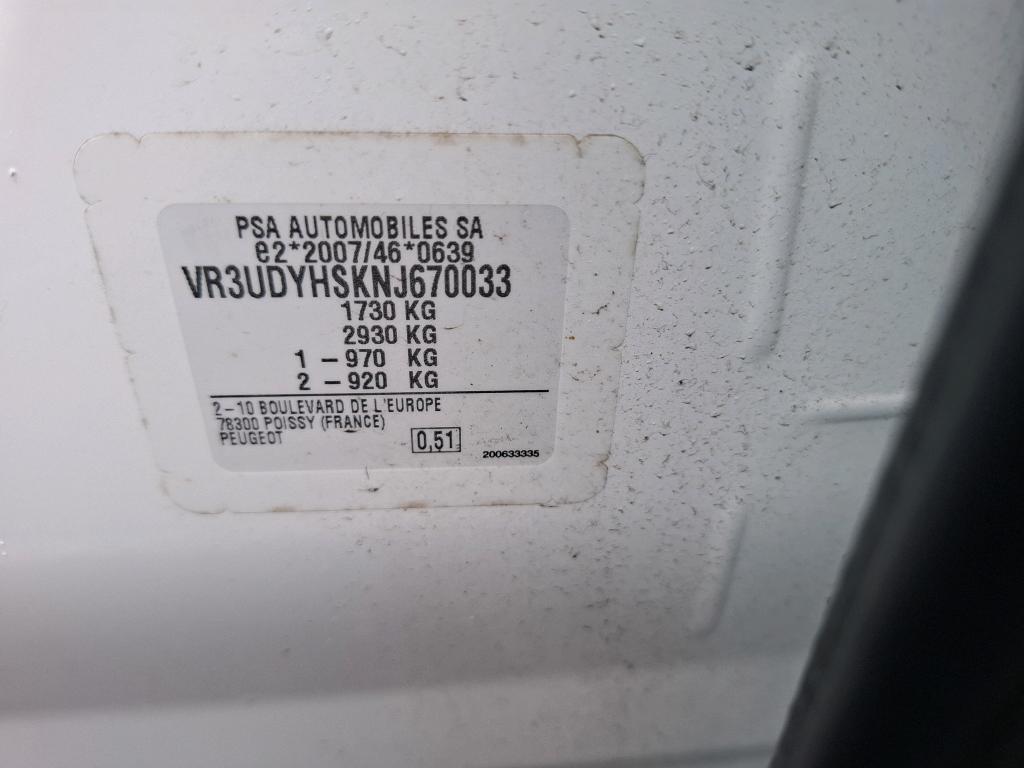 PSA AUTOMOBILES SA
e2*2007/46*0639
VR3UDYHSKNJ670033
1730 KG
2930 KG
1 - 970 KG
2 - 920 KG
2-10 BOULEVARD DE L'EUROPE
78300 POISSY (FRANCE)
PEUGEOT
0,51
200633335